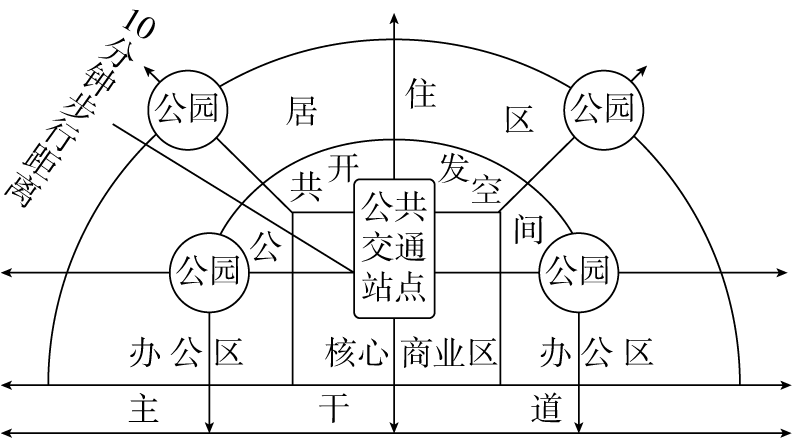 10分钟步行距离
公园
居住区
公园
公共开发空间
公共
交通
站点
公园
公园
办公区
核心商业区
办公区
主干道